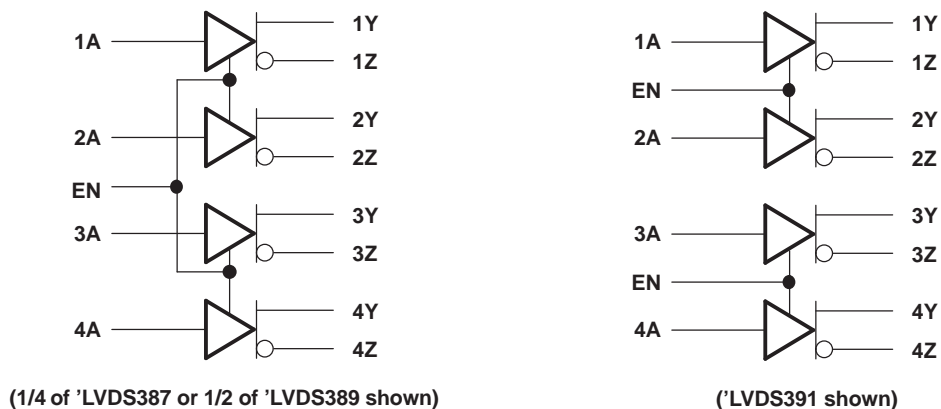 1A
1Y
1Z
2A
2Y
2Z
EN
3A
3Y
3Z
4A
4Y
4Z
(1/4 of ’LVDS387 or 1/2 of ’LVDS389 shown)
1A
1Y
1Z
EN
2A
2Y
2Z
3A
3Y
3Z
EN
4A
4Y
4Z
(’LVDS391 shown)